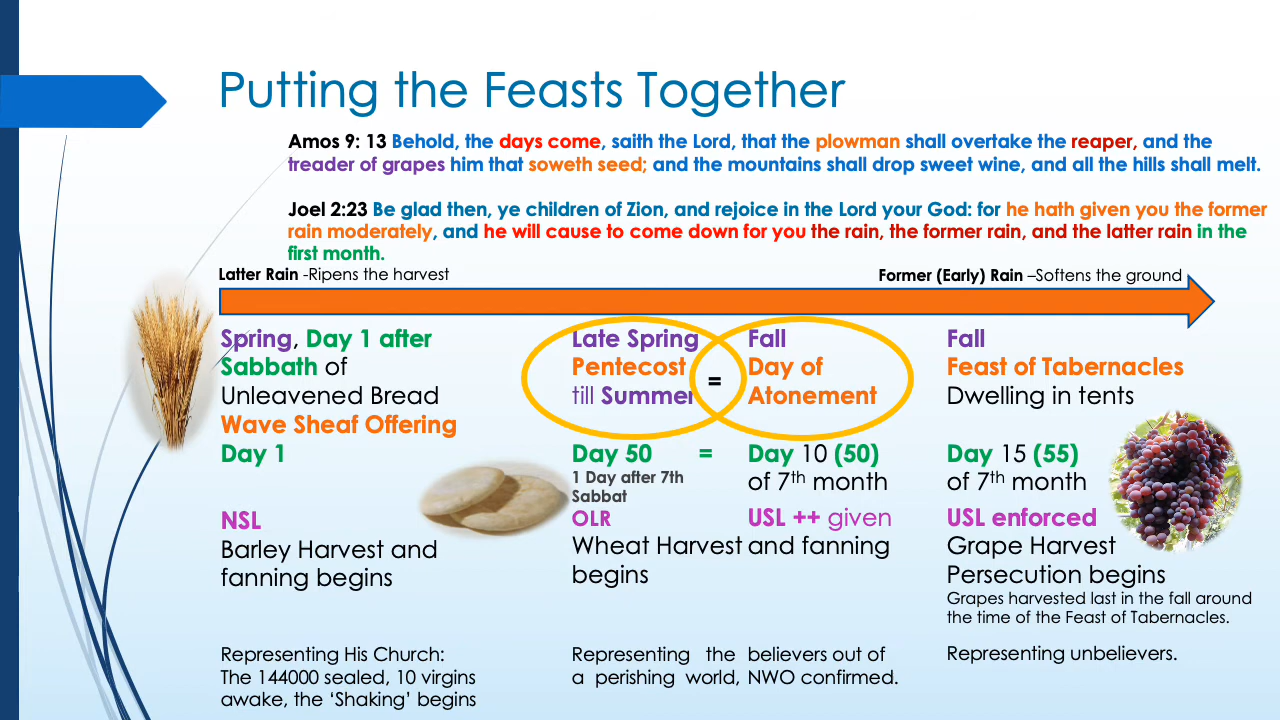 Putting the Feasts Together
Amos 9: 13 Behold, the days come, saith the Lord, that the plowman shall overtake the reaper, and the
treader of grapes him that soweth seed; and the mountains shall drop sweet wine, and all the hills shall melt.
Joel 2:23 Be glad then, ye children of Zion, and rejoice in the Lord your God: for he hath given you the former
rain moderately, and he will cause to come down for you the rain, the former rain, and the latter rain in the
first month.
Latter Rain -Ripens the harvest
Former (Early) Rain –Softens the ground
Spring, Day 1 after
Sabbath of
Unleavened Bread
Wave Sheaf Offering
Day 1
NSL
Barley Harvest and
fanning begins
Representing His Church:
The 144000 sealed, 10 virgins
awake, the ‘Shaking’ begins
Late Spring
Pentecost
till Summer
=
Day 50 =
1 Day after 7th
Sabbat
OLR
Wheat Harvest
begins
Representing the
a perishing world,
Fall
Day of
Atonement
Day 10 (50)
of 7th month
USL ++ given
and fanning
believers out of
NWO confirmed.
Fall
Feast of Tabernacles
Dwelling in tents
Day 15 (55)
of 7th month
USL enforced
Grape Harvest
Persecution begins
Grapes harvested last in the fall around
the time of the Feast of Tabernacles.
Representing unbelievers.